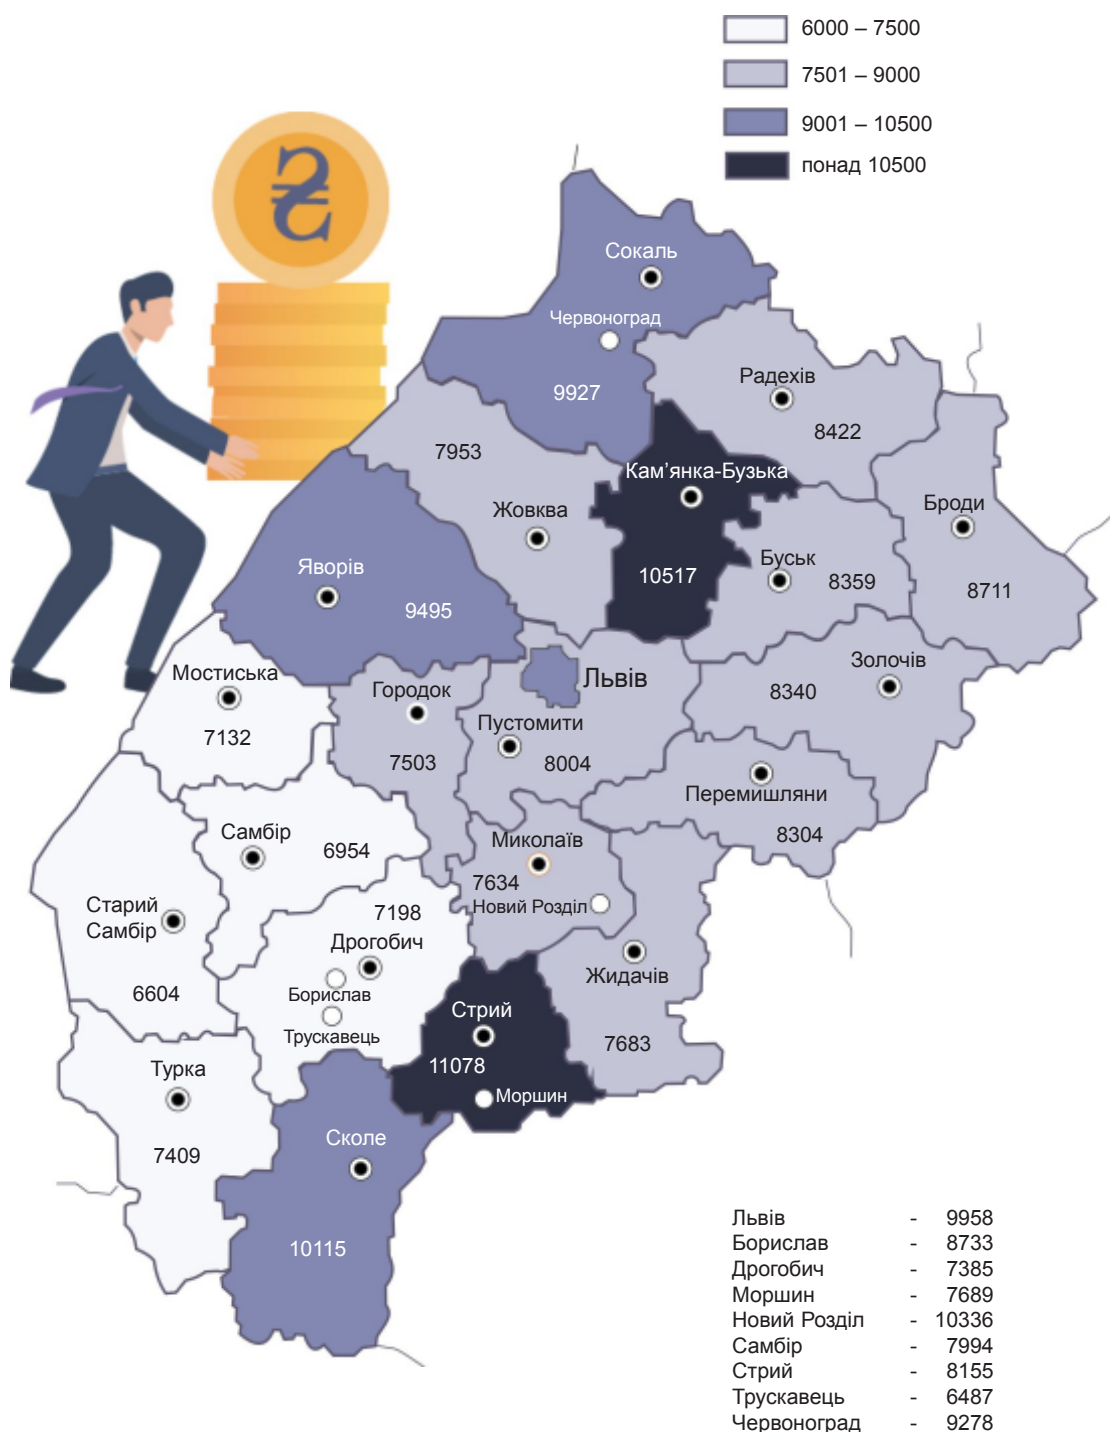 6000 – 7500
7501 – 9000
9001 – 10500
понад 10500
₴
Сокаль
Червоноград
9927
Радехів
8422
7953
Кам’янка-Бузька
Жовква
Броди
Яворів
10517
Буськ
8359
9495
8711
Мостиська
Городок
Львів
Золочів
8340
7132
Пустомити
7503
8004
Перемишляни
Самбір
6954
Миколаїв
8304
7634
Новий Розділ
7198
Старий
Самбір
Дрогобич
Жидачів
6604
Борислав
Трускавець
Стрий
7683
Турка
11078
Моршин
7409
Сколе
10115
Львів - 9958
Борислав - 8733
Дрогобич - 7385
Моршин - 7689
Новий Розділ - 10336
Самбір - 7994
Стрий - 8155
Трускавець - 6487
Червоноград - 9278